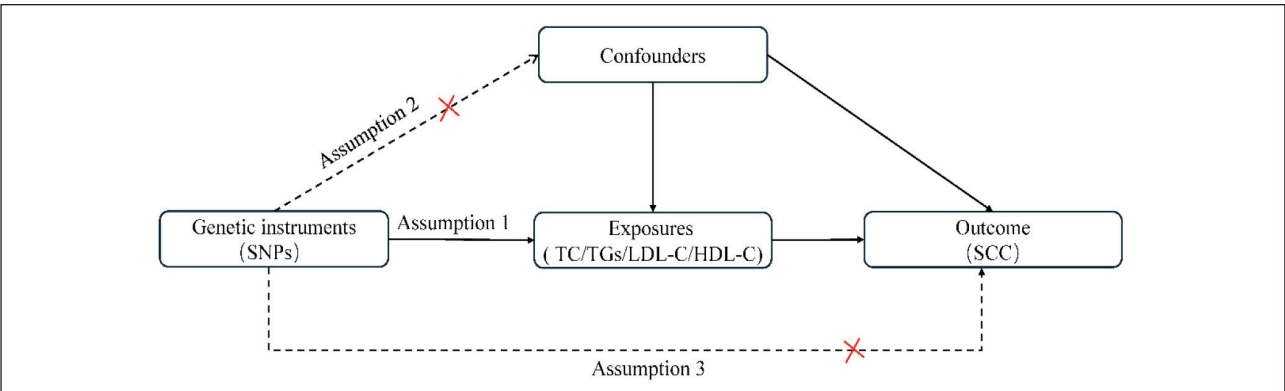 Confounders
Assumption 2
Genetic instruments
(SNPs)
Assumption 1
Exposures
( TC/TGs/LDL-C/HDL-C)
Outcome
(SCC)
Assumption 3